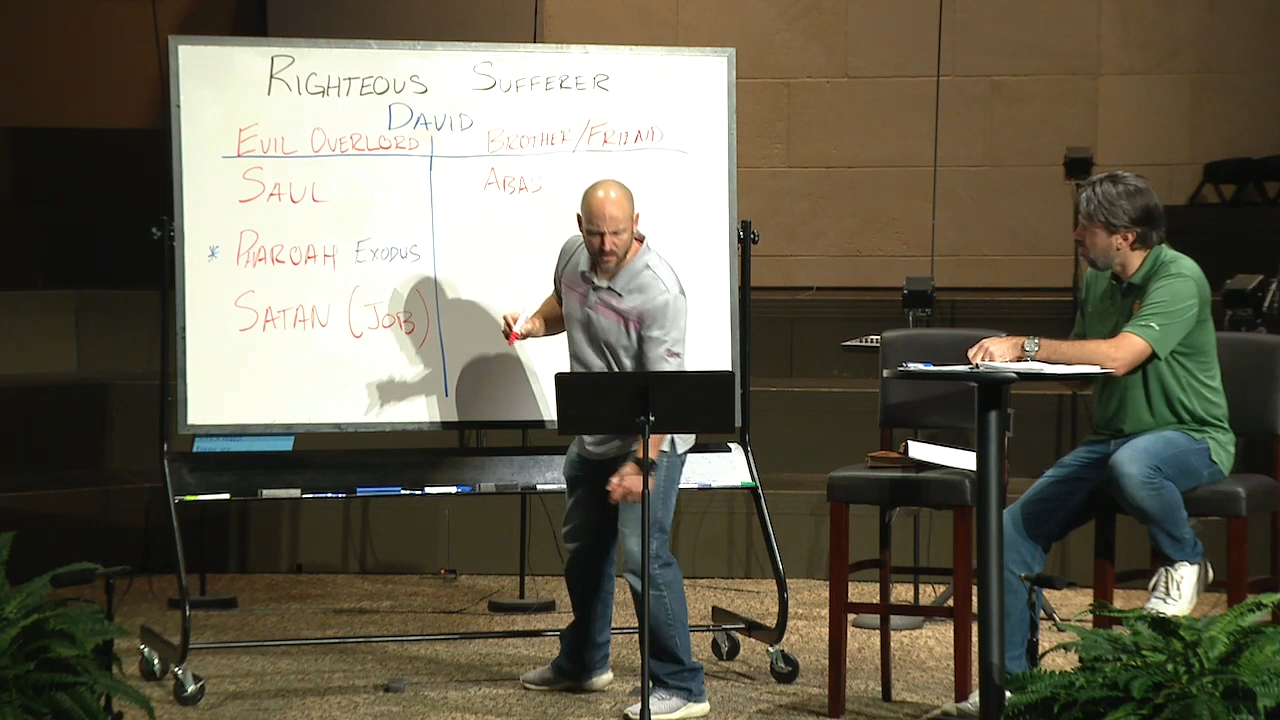 RIGHTEOUS SUFFERER
DAVID
EVIL OVERLORD BROTHER/FRIEND
SAUL ABAS
* PHAROAH EXODUS
SATAN (JOB)